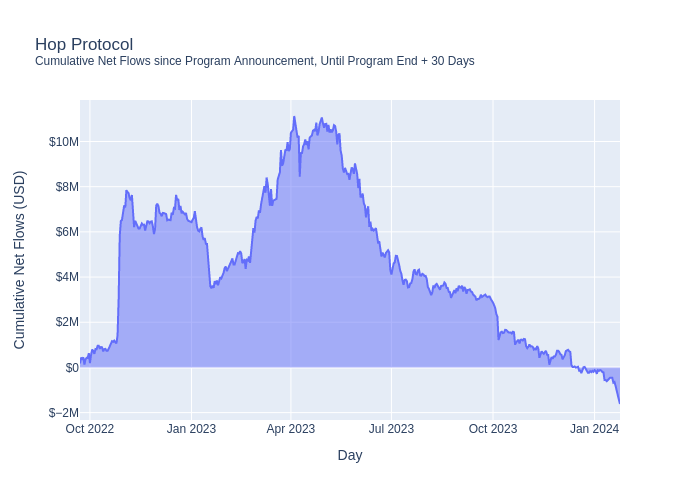 Hop Protocol
Cumulative Net Flows since Program Announcement, Until Program End + 30 Days
Cumulative Net Flows (USD)
$10M
$8M
$6M
$4M
$2M
$0
$−2M
Oct 2022
Jan 2023
Apr 2023
Jul 2023
Oct 2023
Jan 2024
Day